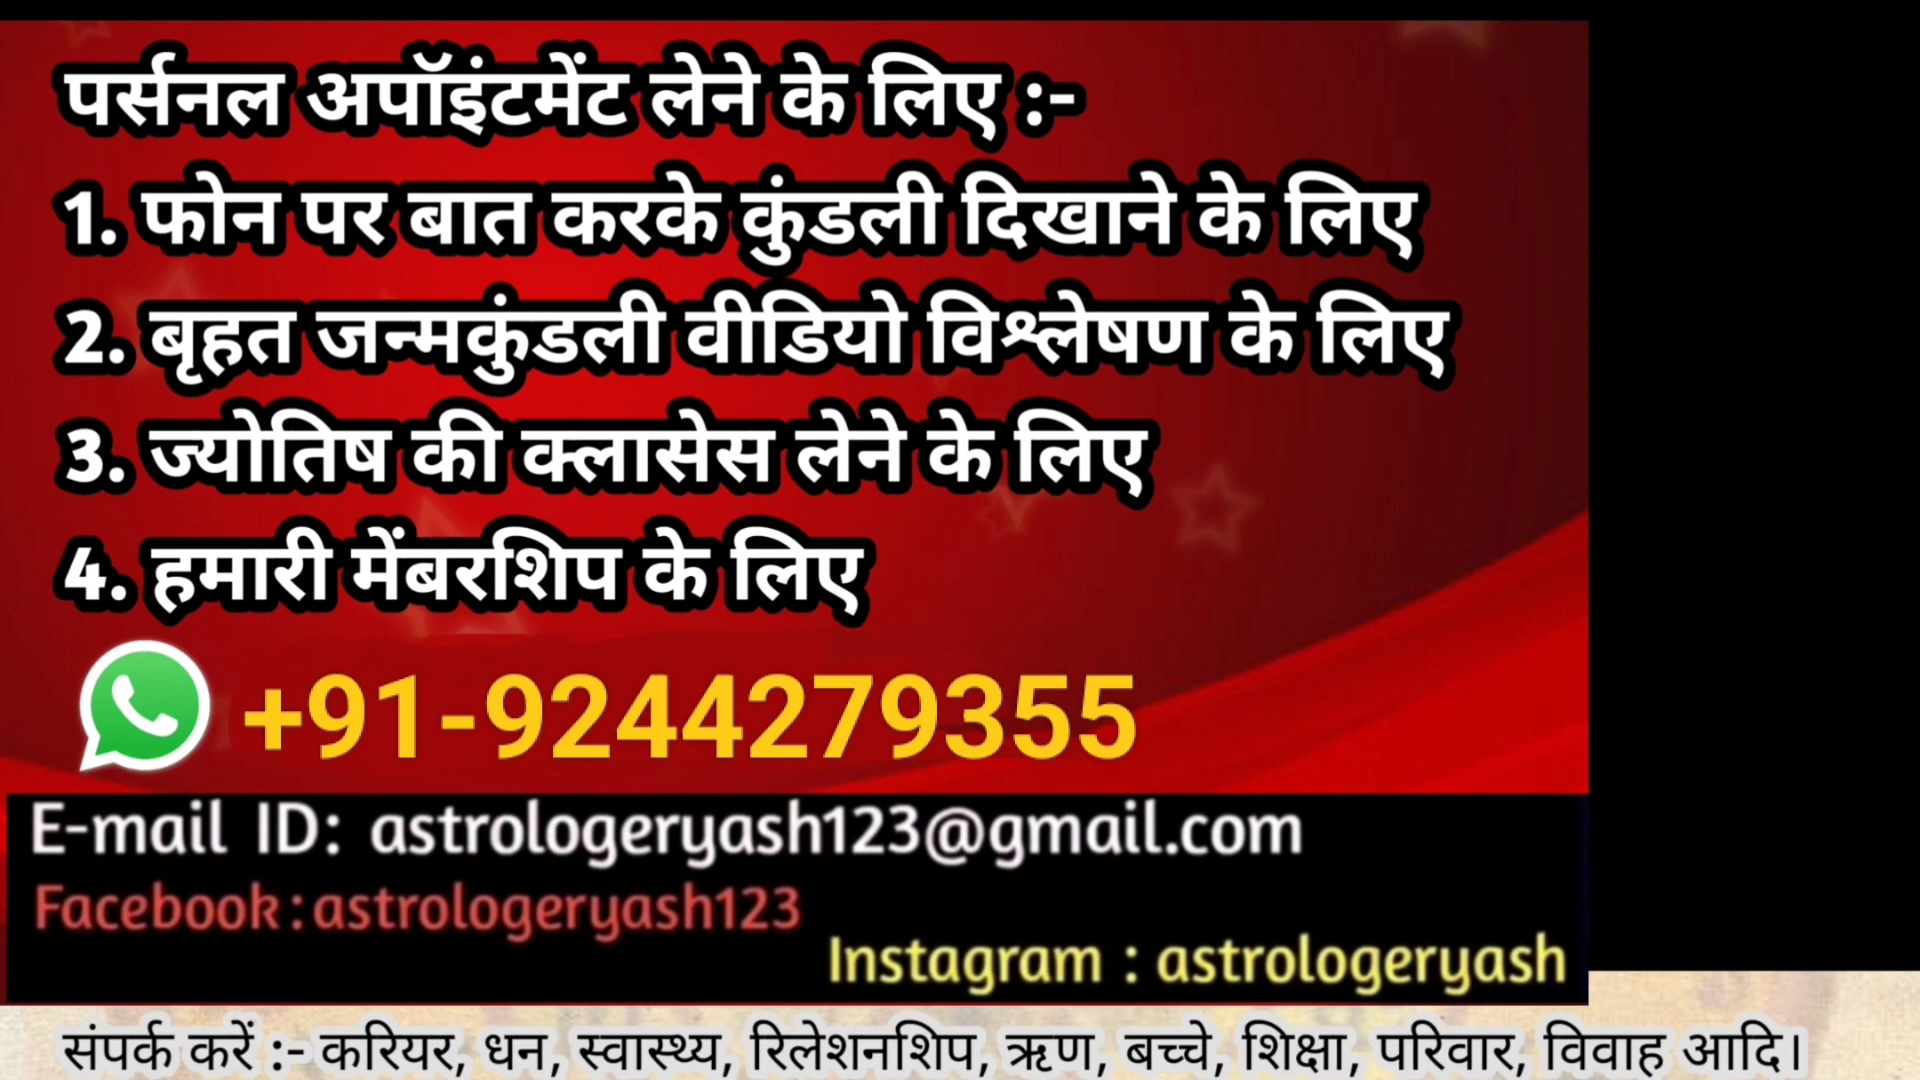 पर्सनल अपॉइंटमेंट लेने के लिए :-
1. फोन पर बात करके कुंडली दिखाने के लिए
2. बृहत जन्मकुंडली वीडियो विश्लेषण के लिए
3. ज्योतिष की क्लासेस लेने के लिए
4. हमारी मेंबरशिप के लिए
+91-9244279355
E-mail ID: astrologeryash123@gmail.com
Facebook : astrologeryash123
Instagram : astrologeryash
संपर्क करें :- करियर, धन, स्वास्थ्य, रिलेशनशिप, ऋण, बच्चे, शिक्षा, परिवार, विवाह आदि।